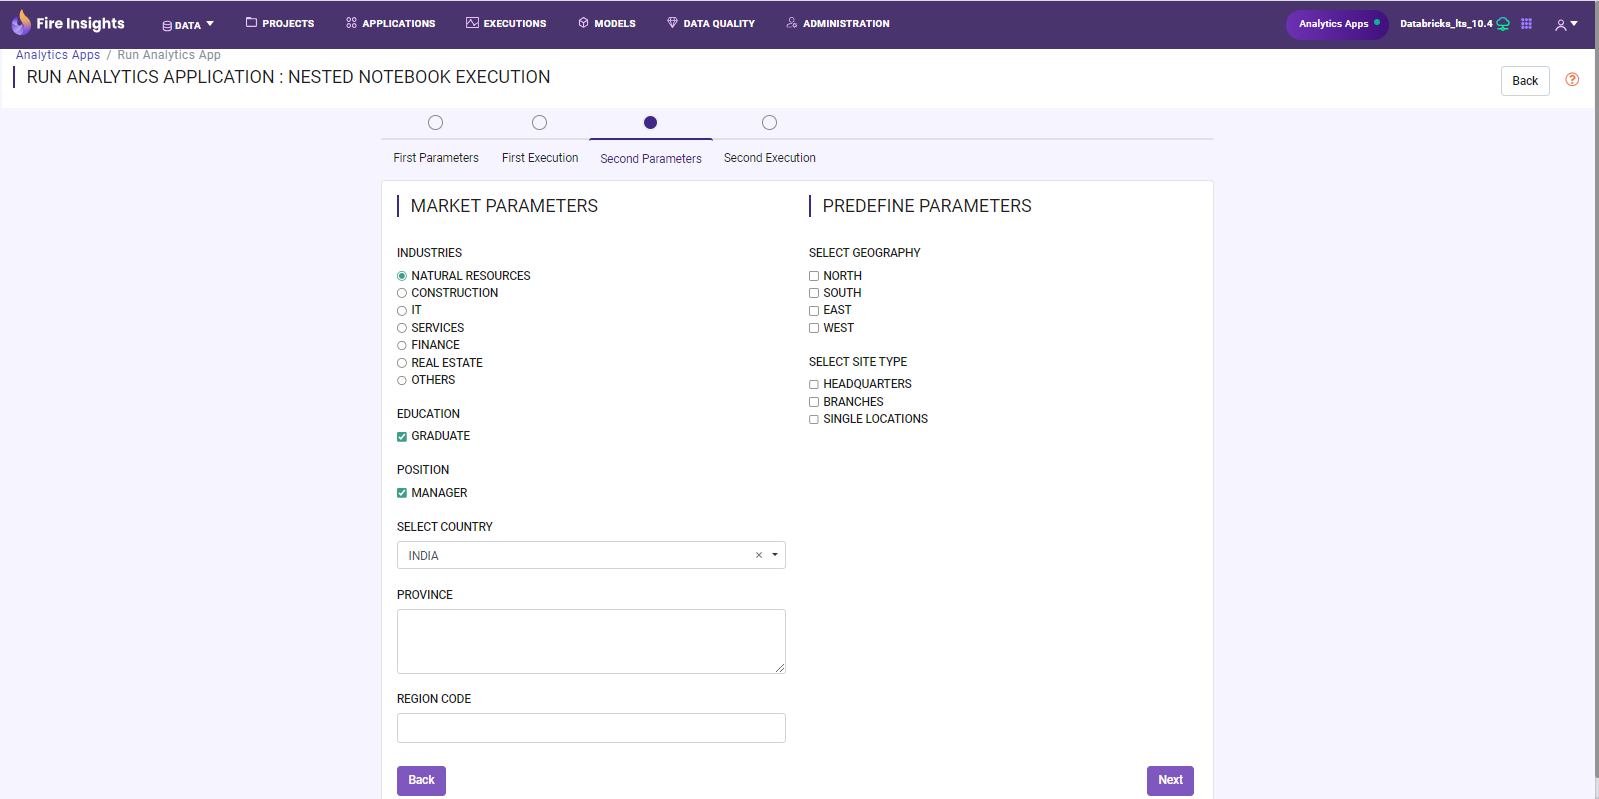 Fire Insights DATA PROJECTS APPLICATIONS EXECUTIONS MODELS DATA QUALITY ADMINISTRATION Analytics Apps Databricks_lts_10.4
Analytics Apps / Run Analytics App
RUN ANALYTICS APPLICATION : NESTED NOTEBOOK EXECUTION
Back
First Parameters First Execution Second Parameters Second Execution
MARKET PARAMETERS
INDUSTRIES
NATURAL RESOURCES
CONSTRUCTION
IT
SERVICES
FINANCE
REAL ESTATE
OTHERS
EDUCATION
GRADUATE
POSITION
MANAGER
SELECT COUNTRY
INDIA ×
PROVINCE
REGION CODE
PREDEFINE PARAMETERS
SELECT GEOGRAPHY
NORTH
SOUTH
EAST
WEST
SELECT SITE TYPE
HEADQUARTERS
BRANCHES
SINGLE LOCATIONS
Back Next